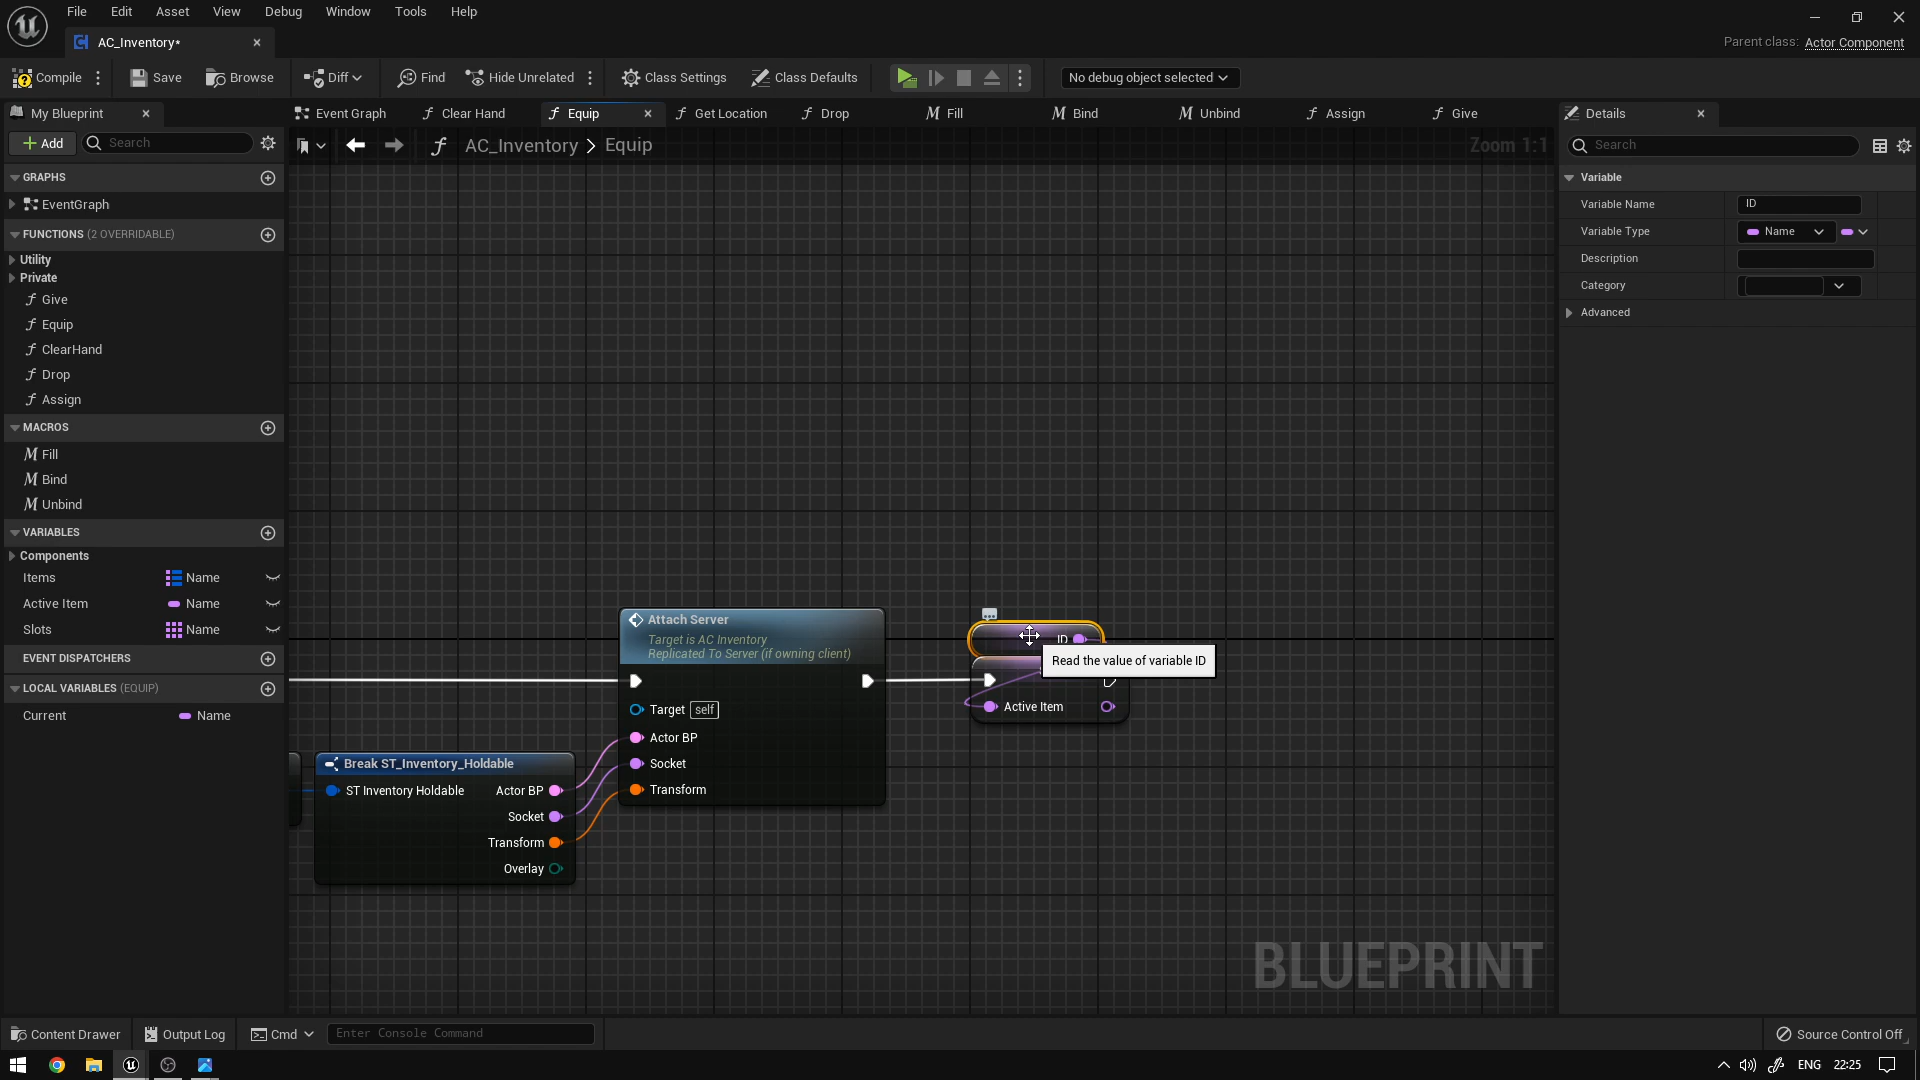 File Edit Asset View Debug Window Tools Help
AC_Inventory*
Parent class: Actor Component
Compile Save Browse Diff Find Hide Unrelated Class Settings Class Defaults No debug object selected
My Blueprint
Event Graph Clear Hand Equip Get Location Drop Fill Bind Unbind Assign Give
Details
Add Search
AC_Inventory > Equip
Zoom 1:1
Search
GRAPHS
EventGraph
FUNCTIONS (2 OVERRIDABLE)
Utility
Private
Give
Equip
ClearHand
Drop
Assign
MACROS
Fill
Bind
Unbind
VARIABLES
Components
Items Name
Active Item Name
Slots Name
EVENT DISPATCHERS
LOCAL VARIABLES (EQUIP)
Current Name
Variable
Variable Name ID
Variable Type Name
Description
Category
Advanced
Attach Server
Target is AC Inventory
Replicated To Server (if owning client)
Target self
Actor BP
Socket
Transform
ID
Read the value of variable ID
Active Item
Break ST_Inventory_Holdable
ST Inventory Holdable Actor BP
Socket
Transform
Overlay
BLUEPRINT
Content Drawer Output Log Cmd Enter Console Command
Source Control Off
ENG 22:25